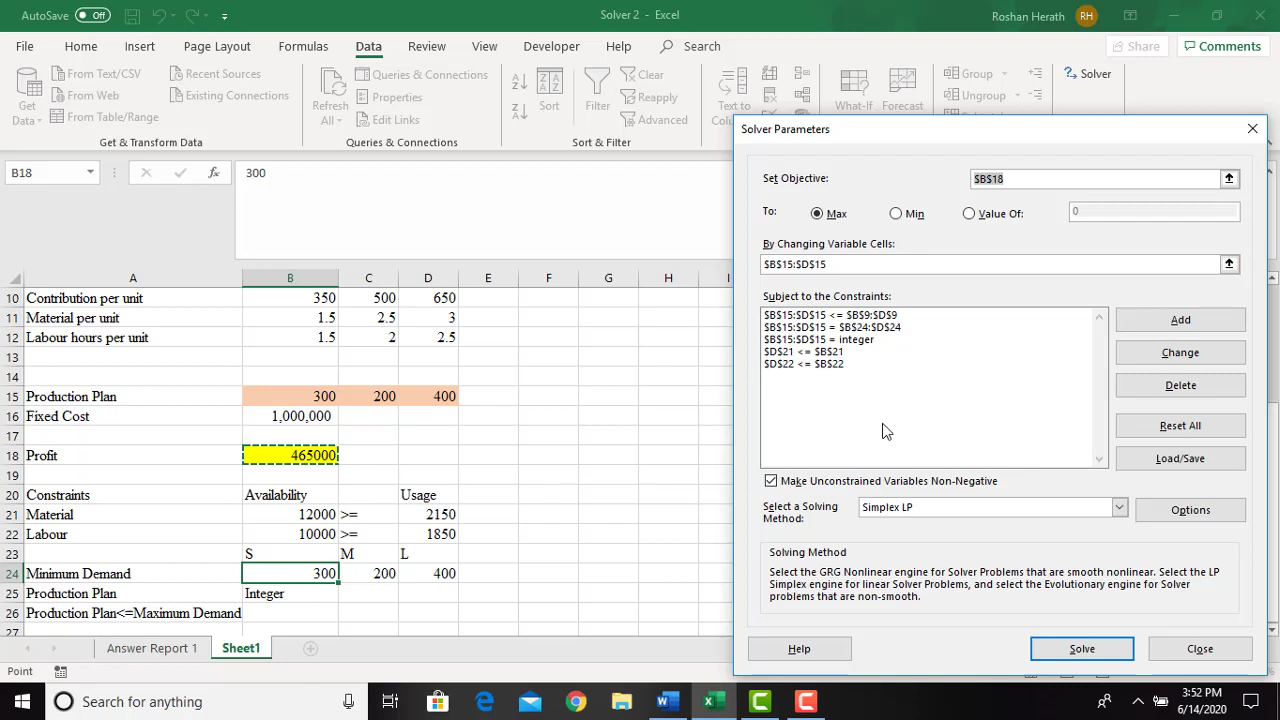 AutoSave Off
Solver 2 - Excel
Roshan Herath RH
File Home Insert Page Layout Formulas Data Review View Developer Help Search
Share Comments
Get Data
From Text/CSV
From Web
From Table/Range
Recent Sources
Existing Connections
Get & Transform Data
Refresh All
Queries & Connections
Properties
Edit Links
Queries & Connections
Sort
Filter
Clear
Reapply
Advanced
Sort & Filter
Text to
What-If
Forecast
Group
Ungroup
Solver
B18
fx
300
A B C D E F G H I
10 Contribution per unit 350 500 650
11 Material per unit 1.5 2.5 3
12 Labour hours per unit 1.5 2 2.5
13
14
15 Production Plan 300 200 400
16 Fixed Cost 1,000,000
17
18 Profit 465000
19
20 Constraints Availability Usage
21 Material 12000 >= 2150
22 Labour 10000 >= 1850
23 S M L
24 Minimum Demand 300 200 400
25 Production Plan Integer
26 Production Plan<=Maximum Demand
27
Answer Report 1 Sheet1
Point
Solver Parameters
Set Objective: $B$18
To: Max Min Value Of: 0
By Changing Variable Cells:
$B$15:$D$15
Subject to the Constraints:
$B$15:$D$15 <= $B$9:$D$9
$B$15:$D$15 = $B$24:$D$24
$B$15:$D$15 = integer
$D$21 <= $B$21
$D$22 <= $B$22
Add
Change
Delete
Reset All
Load/Save
Make Unconstrained Variables Non-Negative
Select a Solving Method: Simplex LP
Options
Solving Method
Select the GRG Nonlinear engine for Solver Problems that are smooth nonlinear. Select the LP
Simplex engine for linear Solver Problems, and select the Evolutionary engine for Solver
problems that are non-smooth.
Help
Solve
Close
Search for anything
3:52 PM
6/14/2020